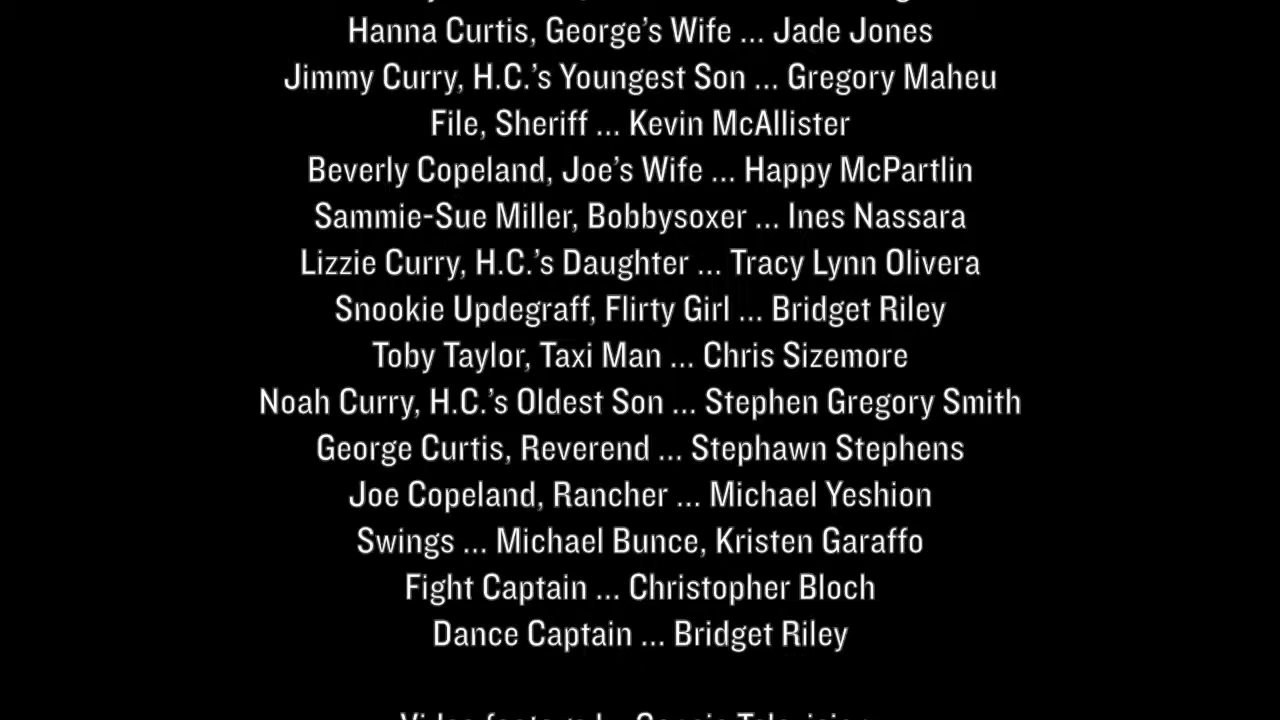 Hanna Curtis, George's Wife ... Jade Jones
Jimmy Curry, H.C.'s Youngest Son ... Gregory Maheu
File, Sheriff ... Kevin McAllister
Beverly Copeland, Joe's Wife ... Happy McPartlin
Sammie-Sue Miller, Bobbysoxer ... Ines Nassara
Lizzie Curry, H.C.'s Daughter ... Tracy Lynn Olivera
Snookie Updegraff, Flirty Girl ... Bridget Riley
Toby Taylor, Taxi Man ... Chris Sizemore
Noah Curry, H.C.'s Oldest Son ... Stephen Gregory Smith
George Curtis, Reverend ... Stephawn Stephens
Joe Copeland, Rancher ... Michael Yeshion
Swings ... Michael Bunce, Kristen Garaffo
Fight Captain ... Christopher Bloch
Dance Captain ... Bridget Riley